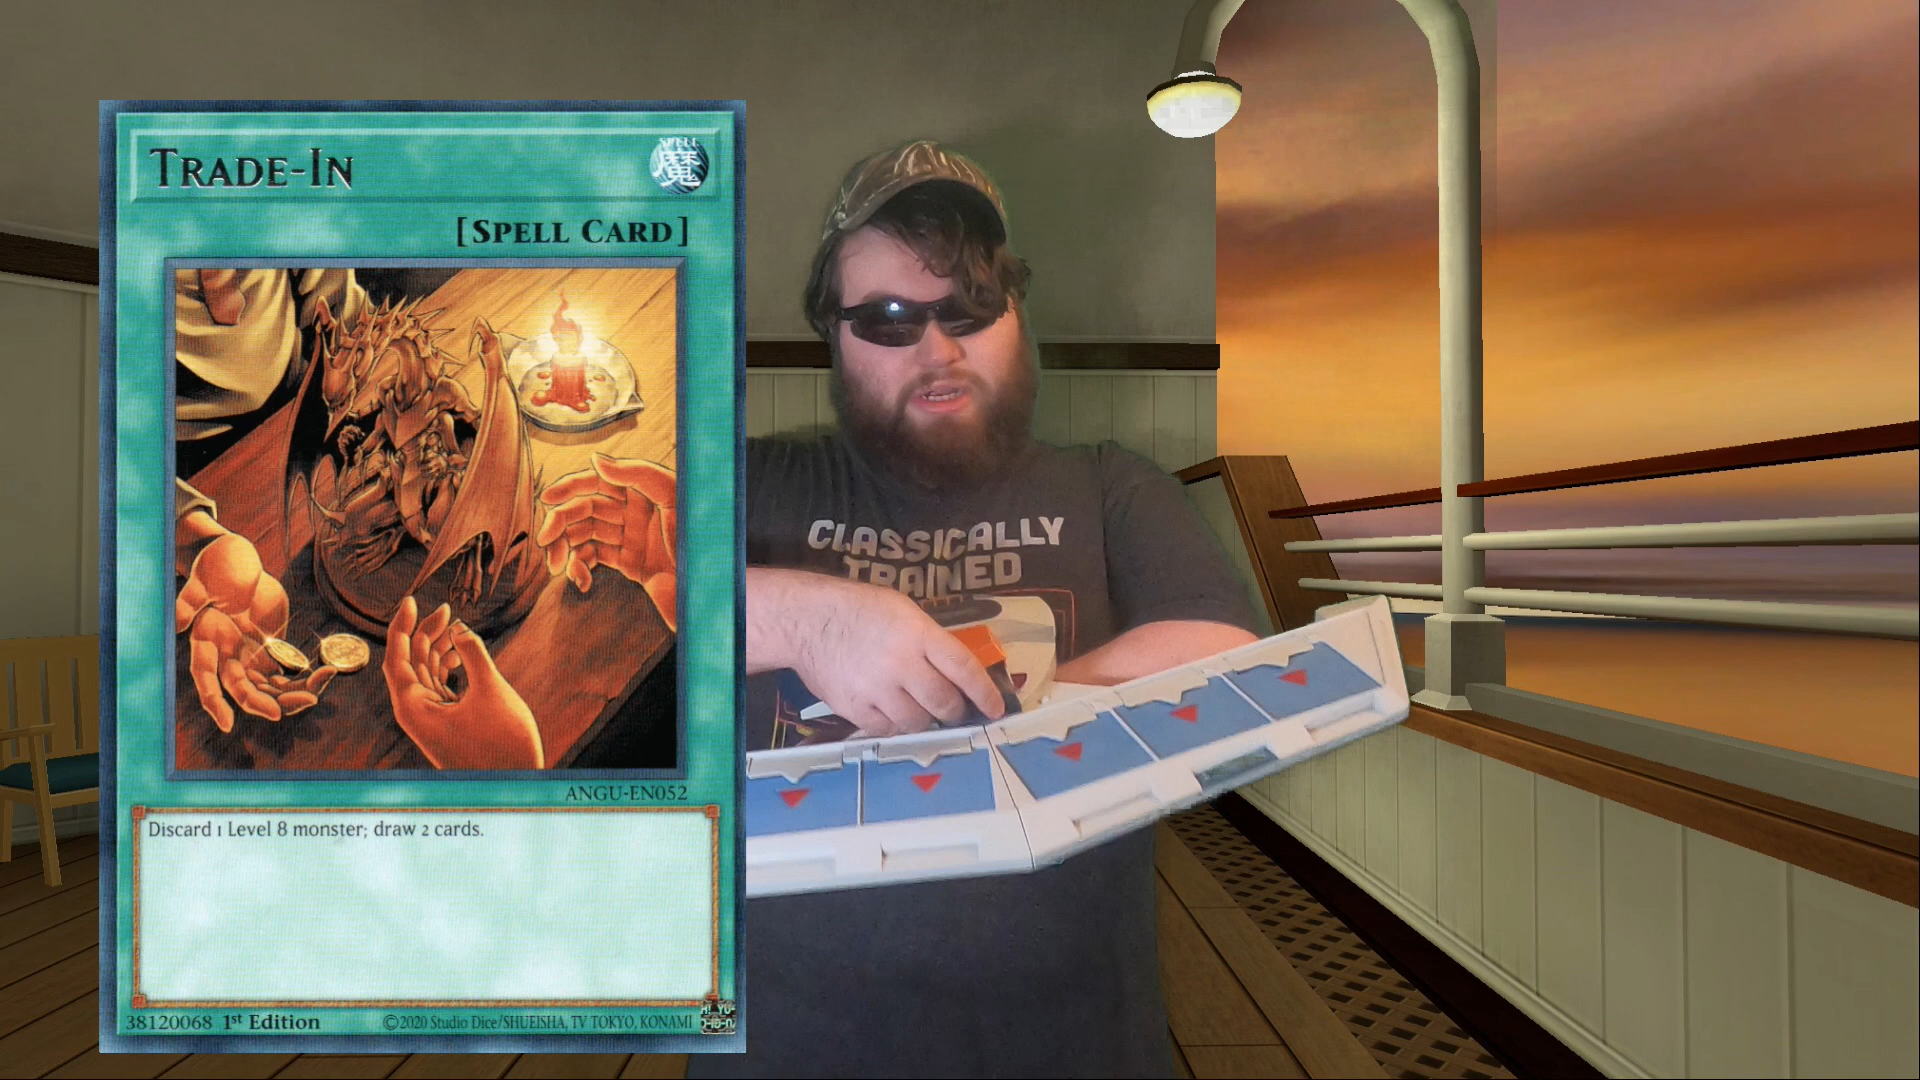 TRADE-IN
SPELL
魔
[SPELL CARD]
ANGU-EN052
Discard 1 Level 8 monster; draw 2 cards.
38120068 1st Edition ©2020 Studio Dice/SHUEISHA, TV TOKYO, KONAMI
CLASSICALLY
TRAINED